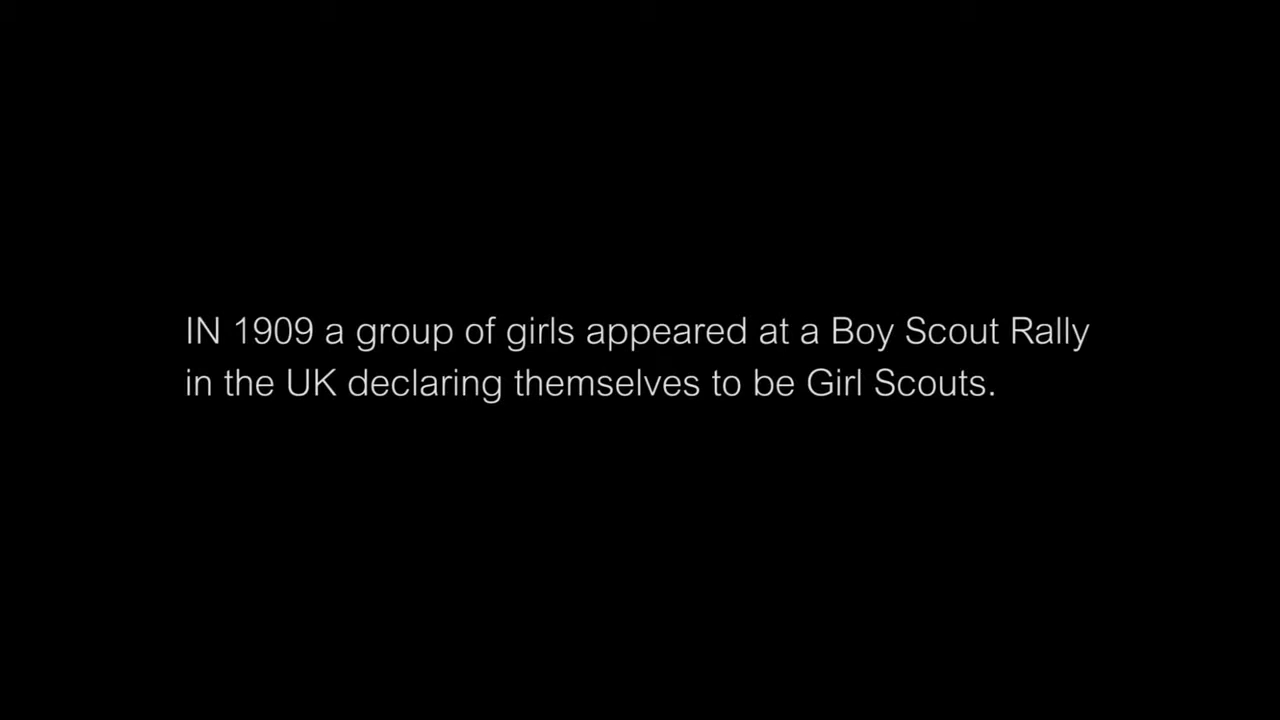 IN 1909 a group of girls appeared at a Boy Scout Rally
in the UK declaring themselves to be Girl Scouts.